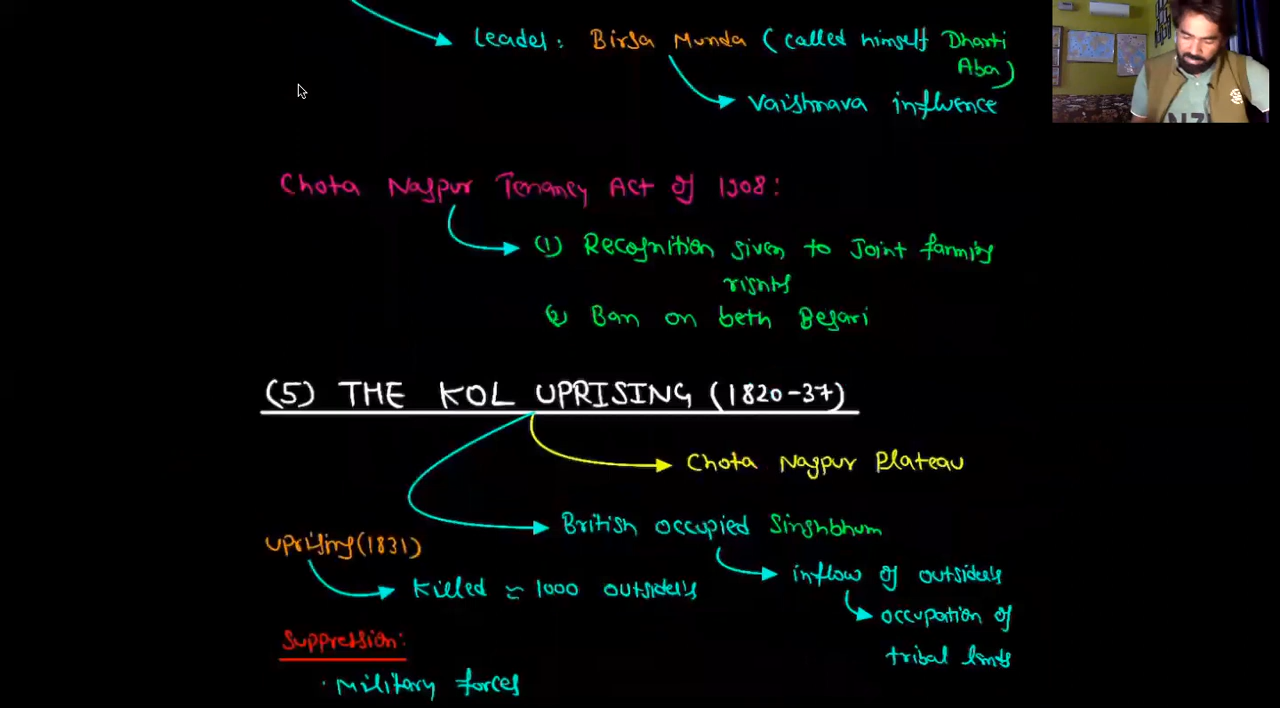 Leader: Birsa Munda (called himself Dharti
Aba)
Vaishnava influence
Chota Nagpur Tenancy Act of 1908:
(1) Recognition given to Joint farming
rights
(2) Ban on beth Begari
(5) THE KOL UPRISING (1820-37)
Chota Nagpur Plateau
British occupied Singhbhum
uprising (1831)
inflow of outsiders
Killed ≈ 1000 outsiders
occupation of
Suppression:
tribal lands
· Military forces